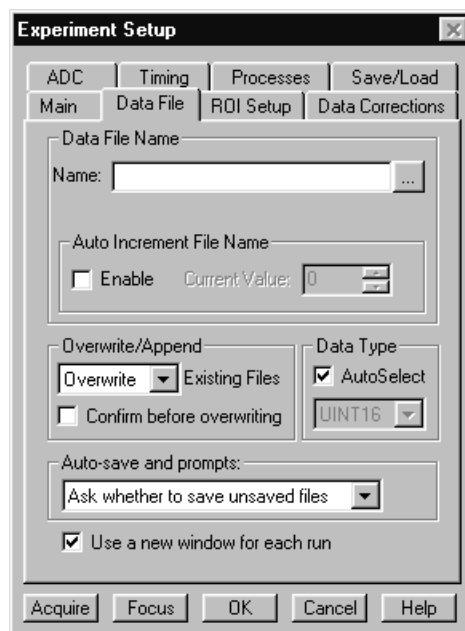 Experiment Setup
ADC Timing Processes Save/Load
Main Data File ROI Setup Data Corrections
Data File Name
Name: ...
Auto Increment File Name
Enable Current Value: 0
Overwrite/Append Data Type
Overwrite Existing Files AutoSelect
Confirm before overwriting UINT16
Auto-save and prompts:
Ask whether to save unsaved files
Use a new window for each run
Acquire Focus OK Cancel Help